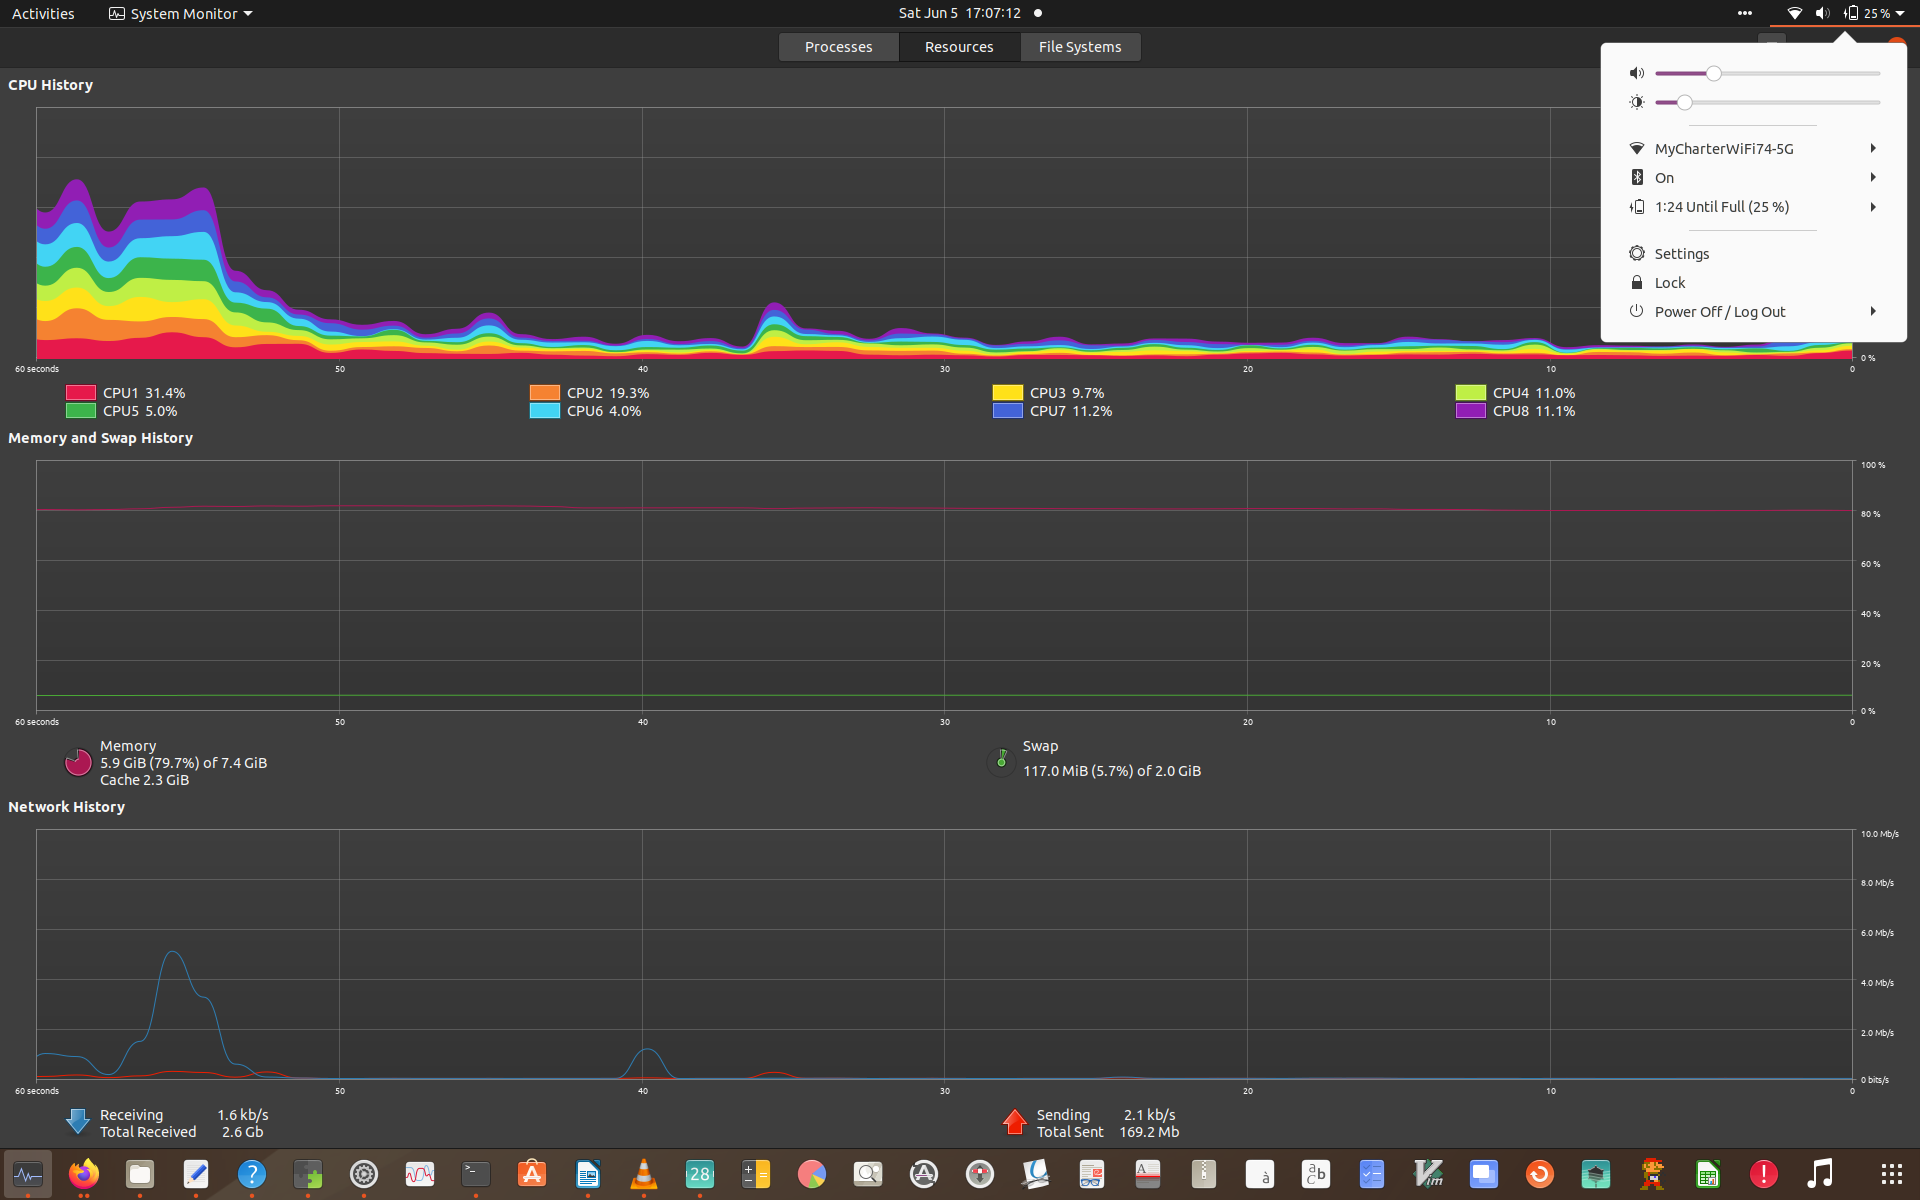 Activities System Monitor Sat Jun 5 17:07:12 25 %
Processes Resources File Systems
CPU History
MyCharterWiFi74-5G
On
1:24 Until Full (25 %)
Settings
Lock
Power Off / Log Out
0 %
60 seconds 50 40 30 20 10 0
CPU1 31.4% CPU2 19.3% CPU3 9.7% CPU4 11.0%
CPU5 5.0% CPU6 4.0% CPU7 11.2% CPU8 11.1%
Memory and Swap History
100 %
80 %
60 %
40 %
20 %
0 %
60 seconds 50 40 30 20 10 0
Memory Swap
5.9 GiB (79.7%) of 7.4 GiB 117.0 MiB (5.7%) of 2.0 GiB
Cache 2.3 GiB
Network History
10.0 Mb/s
8.0 Mb/s
6.0 Mb/s
4.0 Mb/s
2.0 Mb/s
0 bits/s
60 seconds 50 40 30 20 10 0
Receiving 1.6 kb/s Sending 2.1 kb/s
Total Received 2.6 Gb Total Sent 169.2 Mb
28